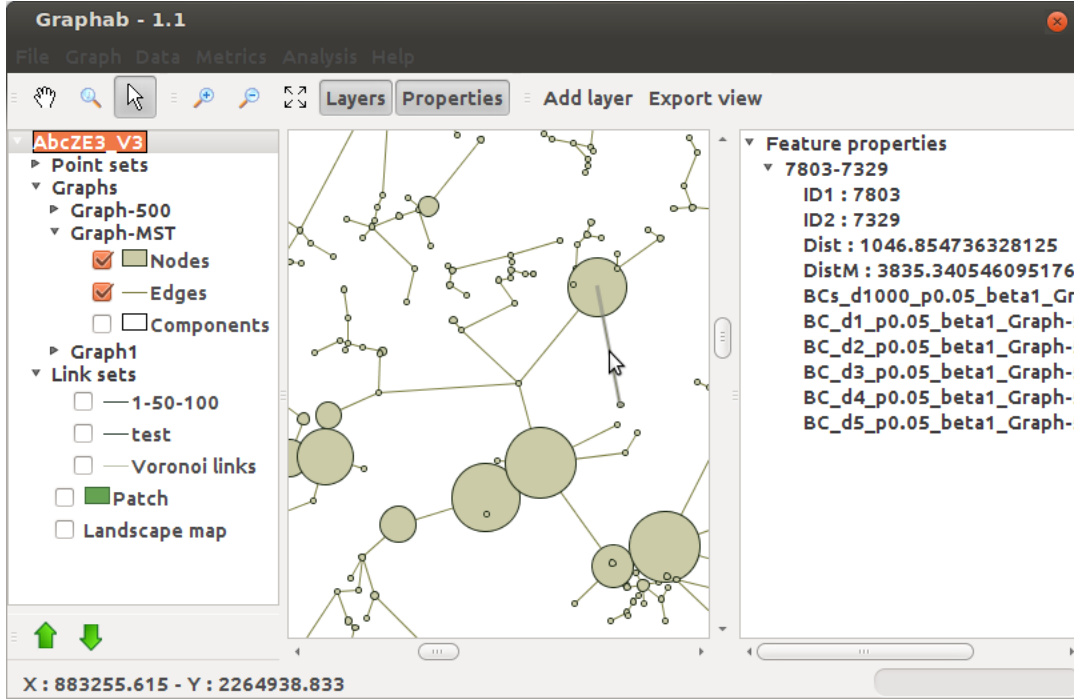 Graphab - 1.1
File Graph Data Metrics Analysis Help
Layers Properties Add layer Export view
AbcZE3_V3
Point sets
Graphs
Graph-500
Graph-MST
Nodes
Edges
Components
Graph1
Link sets
1-50-100
test
Voronoi links
Patch
Landscape map
Feature properties
7803-7329
ID1 : 7803
ID2 : 7329
Dist : 1046.854736328125
DistM : 3835.340546095176
BCs_d1000_p0.05_beta1_Gr
BC_d1_p0.05_beta1_Graph-
BC_d2_p0.05_beta1_Graph-
BC_d3_p0.05_beta1_Graph-
BC_d4_p0.05_beta1_Graph-
BC_d5_p0.05_beta1_Graph-
X : 883255.615 - Y : 2264938.833